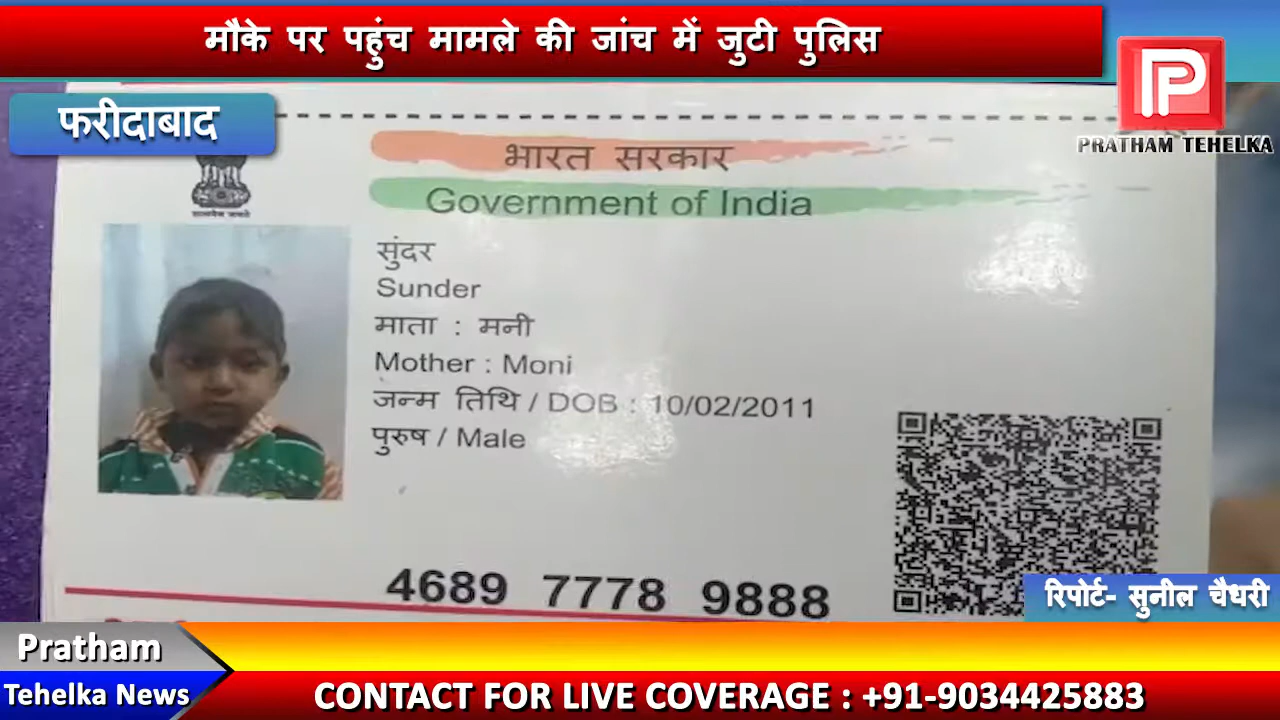 मौके पर पहुंच मामले की जांच में जुटी पुलिस
P
PRATHAM TEHELKA
फरीदाबाद
भारत सरकार
Government of India
सुंदर
Sunder
माता : मनी
Mother : Moni
जन्म तिथि / DOB : 10/02/2011
पुरुष / Male
4689 7778 9888
रिपोर्ट- सुनील चैधरी
Pratham
Tehelka News
CONTACT FOR LIVE COVERAGE : +91-9034425883